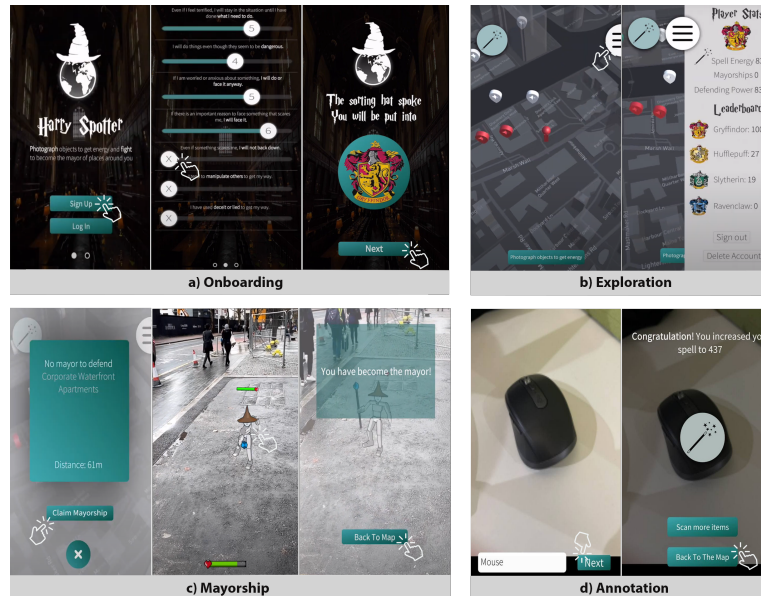 Harry Spotter
Photograph objects to get energy and fight
to become the mayor of places around you
Sign Up
Log In
Even if I feel terrified, I will stay in the situation until I have
done what I need to do.
5
I will do things even though they seem to be dangerous.
4
If I am worried or anxious about something, I will do or
face it anyway.
5
If there is an important reason to face something that scares
me, I will face it.
6
Even if something scares me, I will not back down.
X
to manipulate others to get my way.
X
I have used deceit or lied to get my way.
X
The sorting hat spoke
You will be put into
GRYFFINDOR
Next
a) Onboarding
Photograph objects to get energy
Player Stats
Spell Energy 83
Mayorships 0
Defending Power 83
Leaderboard
Gryffindor: 100
Hufflepuff: 27
Slytherin: 19
Ravenclaw: 0
Sign out
Delete Account
Photograp
b) Exploration
No mayor to defend
Corporate Waterfront
Apartments
Distance: 61m
Claim Mayorship
X
You have become the mayor!
Back To Map
c) Mayorship
Mouse
Next
Congratulation! You increased yo
spell to 437
Scan more items
Back To The Map
d) Annotation